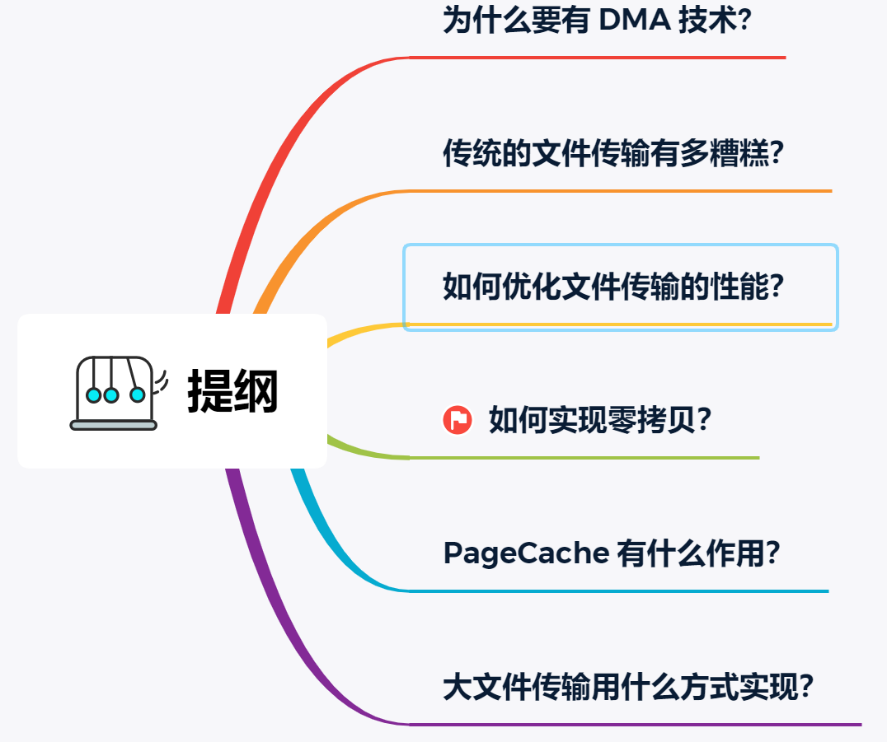 为什么要有 DMA 技术？
传统的文件传输有多糟糕？
如何优化文件传输的性能？
提纲
如何实现零拷贝？
PageCache 有什么作用？
大文件传输用什么方式实现？